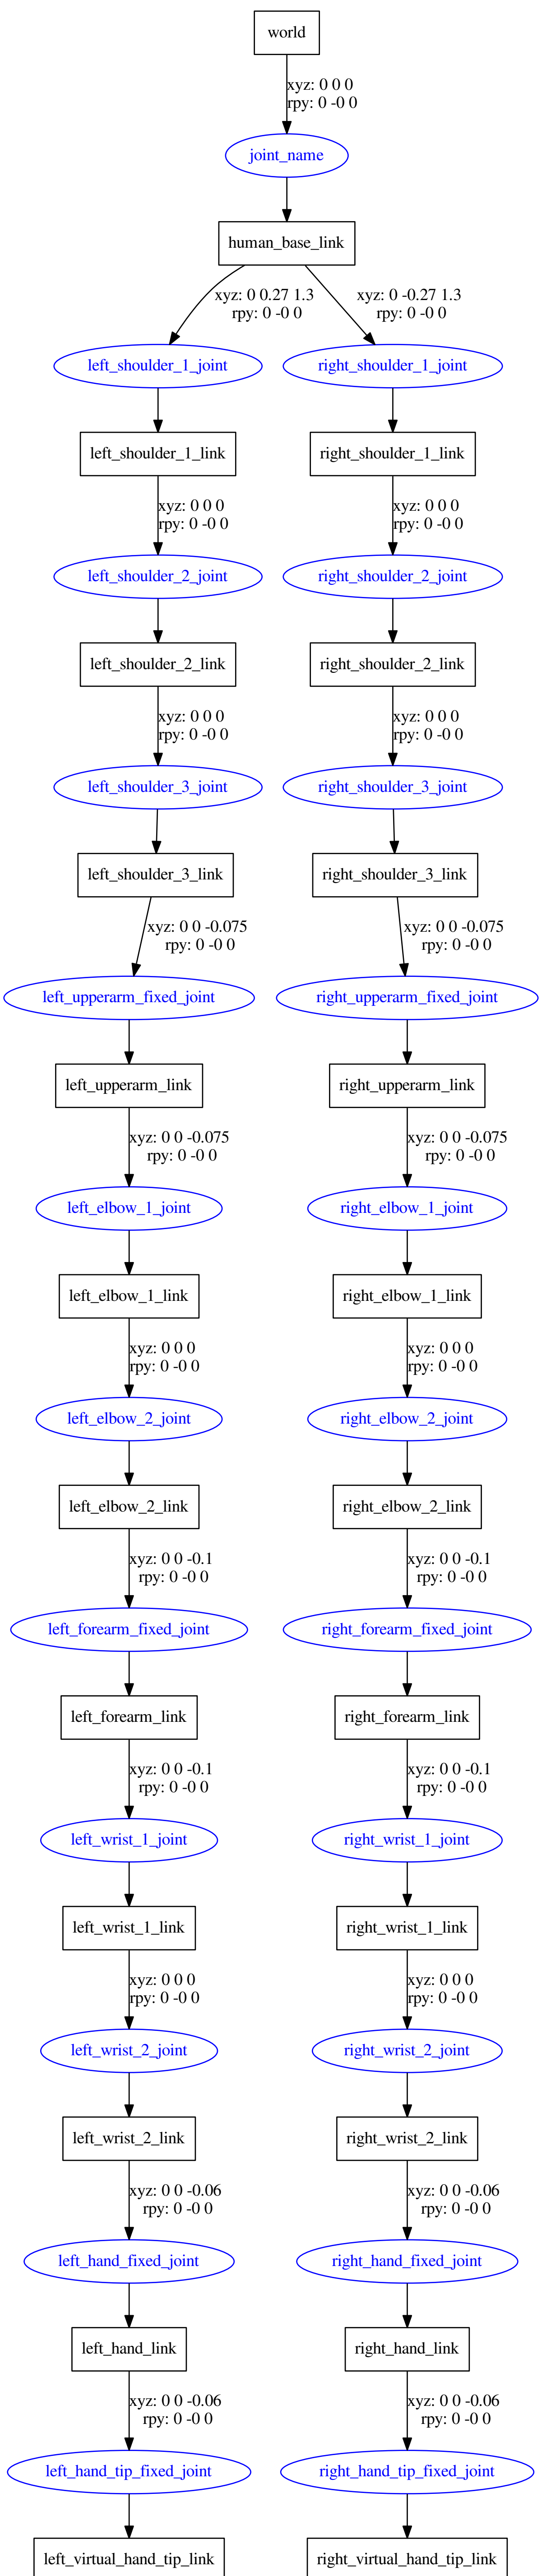 world
xyz: 0 0 0
rpy: 0 -0 0
joint_name
human_base_link
xyz: 0 0.27 1.3
rpy: 0 -0 0
xyz: 0 -0.27 1.3
rpy: 0 -0 0
left_shoulder_1_joint
right_shoulder_1_joint
left_shoulder_1_link
right_shoulder_1_link
xyz: 0 0 0
rpy: 0 -0 0
xyz: 0 0 0
rpy: 0 -0 0
left_shoulder_2_joint
right_shoulder_2_joint
left_shoulder_2_link
right_shoulder_2_link
xyz: 0 0 0
rpy: 0 -0 0
xyz: 0 0 0
rpy: 0 -0 0
left_shoulder_3_joint
right_shoulder_3_joint
left_shoulder_3_link
right_shoulder_3_link
xyz: 0 0 -0.075
rpy: 0 -0 0
xyz: 0 0 -0.075
rpy: 0 -0 0
left_upperarm_fixed_joint
right_upperarm_fixed_joint
left_upperarm_link
right_upperarm_link
xyz: 0 0 -0.075
rpy: 0 -0 0
xyz: 0 0 -0.075
rpy: 0 -0 0
left_elbow_1_joint
right_elbow_1_joint
left_elbow_1_link
right_elbow_1_link
xyz: 0 0 0
rpy: 0 -0 0
xyz: 0 0 0
rpy: 0 -0 0
left_elbow_2_joint
right_elbow_2_joint
left_elbow_2_link
right_elbow_2_link
xyz: 0 0 -0.1
rpy: 0 -0 0
xyz: 0 0 -0.1
rpy: 0 -0 0
left_forearm_fixed_joint
right_forearm_fixed_joint
left_forearm_link
right_forearm_link
xyz: 0 0 -0.1
rpy: 0 -0 0
xyz: 0 0 -0.1
rpy: 0 -0 0
left_wrist_1_joint
right_wrist_1_joint
left_wrist_1_link
right_wrist_1_link
xyz: 0 0 0
rpy: 0 -0 0
xyz: 0 0 0
rpy: 0 -0 0
left_wrist_2_joint
right_wrist_2_joint
left_wrist_2_link
right_wrist_2_link
xyz: 0 0 -0.06
rpy: 0 -0 0
xyz: 0 0 -0.06
rpy: 0 -0 0
left_hand_fixed_joint
right_hand_fixed_joint
left_hand_link
right_hand_link
xyz: 0 0 -0.06
rpy: 0 -0 0
xyz: 0 0 -0.06
rpy: 0 -0 0
left_hand_tip_fixed_joint
right_hand_tip_fixed_joint
left_virtual_hand_tip_link
right_virtual_hand_tip_link